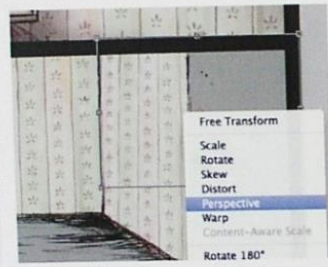 Free Transform
Scale
Rotate
Skew
Distort
Perspective
Warp
Content-Aware Scale
Rotate 180°